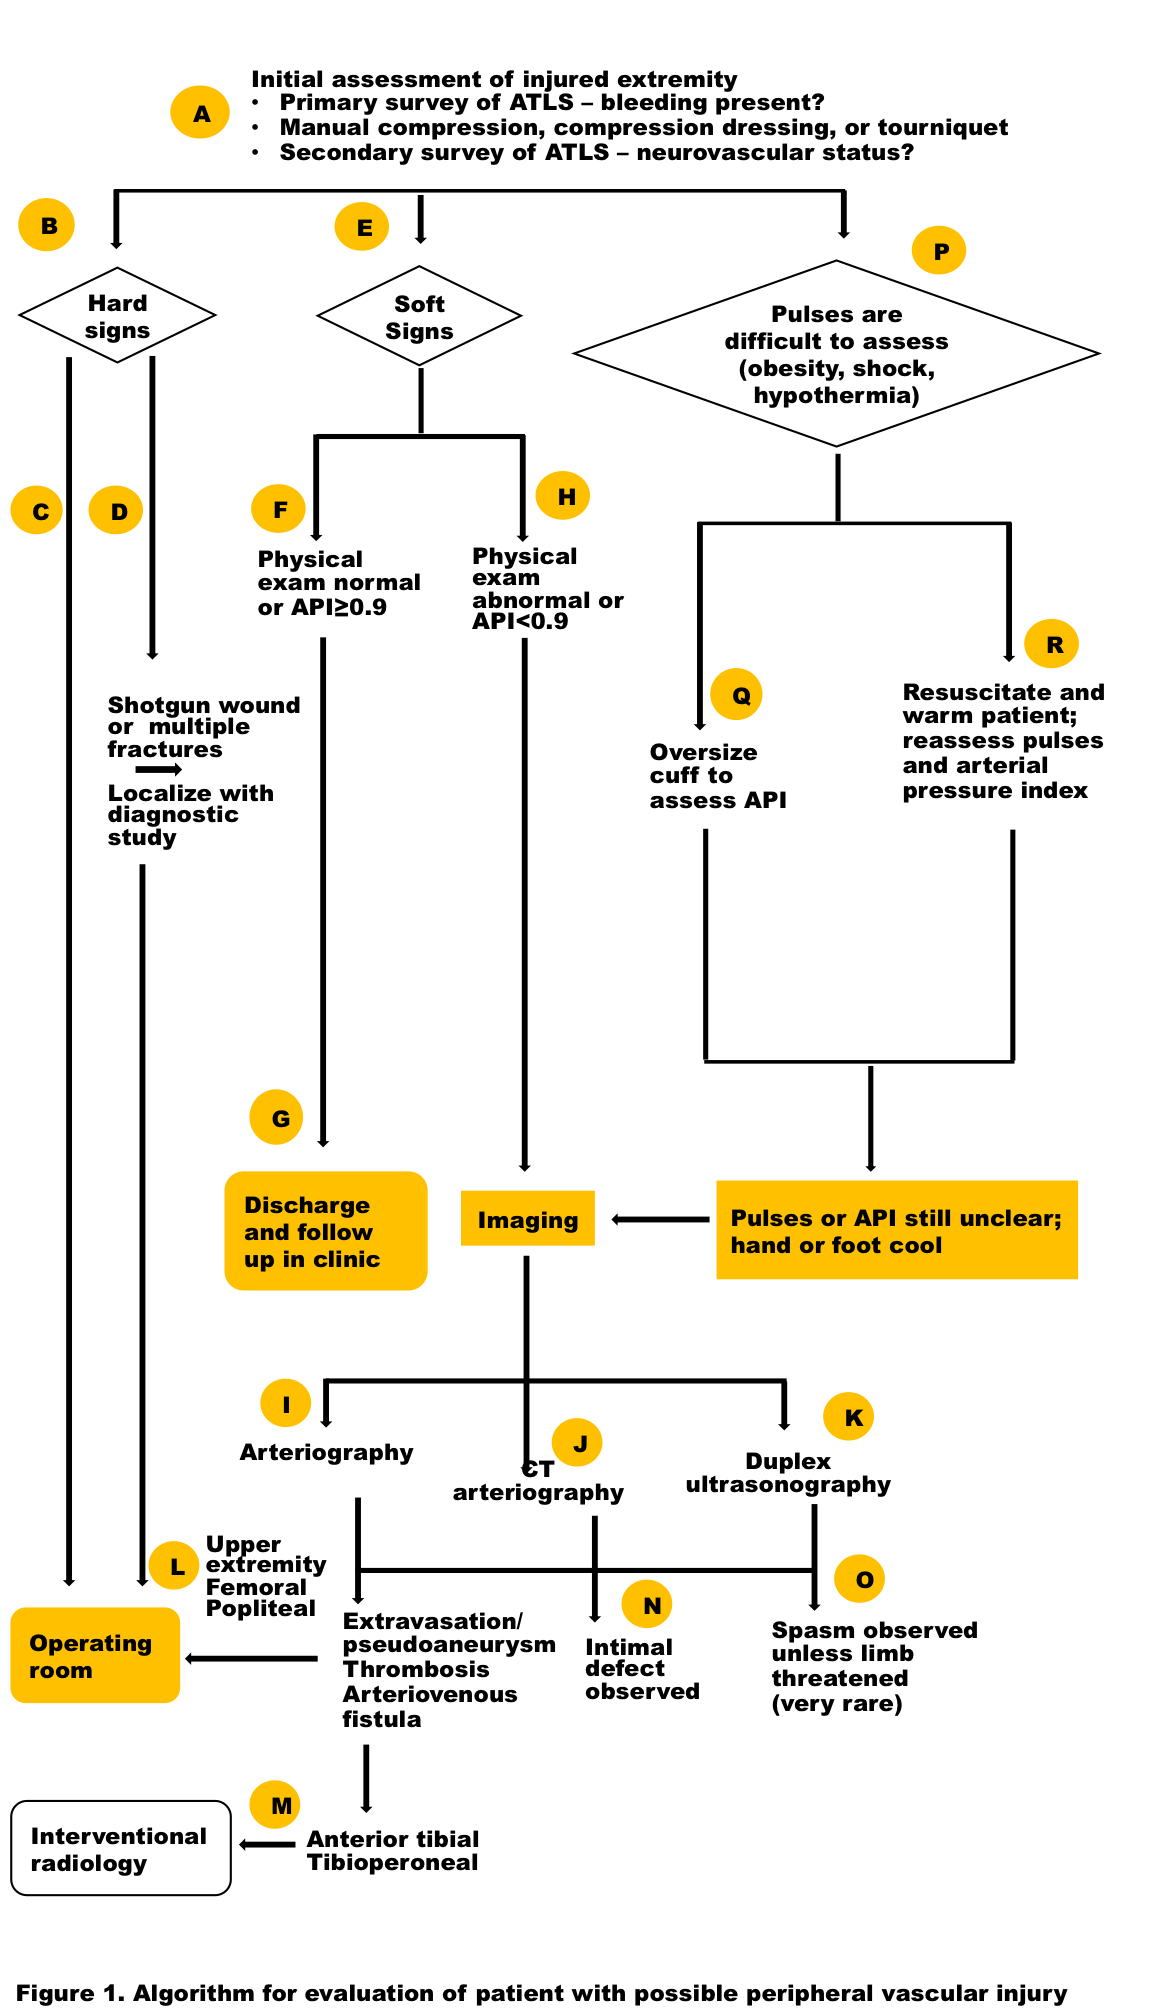 Initial assessment of injured extremity
• Primary survey of ATLS – bleeding present?
• Manual compression, compression dressing, or tourniquet
• Secondary survey of ATLS – neurovascular status?
A
B
E
P
Hard
signs
Soft
Signs
Pulses are
difficult to assess
(obesity, shock,
hypothermia)
C
D
F
H
Physical
exam normal
or API≥0.9
Physical
exam
abnormal or
API<0.9
Q
R
Shotgun wound
or multiple
fractures
Localize with
diagnostic
study
Oversize
cuff to
assess API
Resuscitate and
warm patient;
reassess pulses
and arterial
pressure index
G
Discharge
and follow
up in clinic
Imaging
Pulses or API still unclear;
hand or foot cool
I
J
K
Arteriography
CT
arteriography
Duplex
ultrasonography
L
Upper
extremity
Femoral
Popliteal
N
O
Operating
room
Extravasation/
pseudoaneurysm
Thrombosis
Arteriovenous
fistula
Intimal
defect
observed
Spasm observed
unless limb
threatened
(very rare)
M
Interventional
radiology
Anterior tibial
Tibioperoneal
Figure 1. Algorithm for evaluation of patient with possible peripheral vascular injury